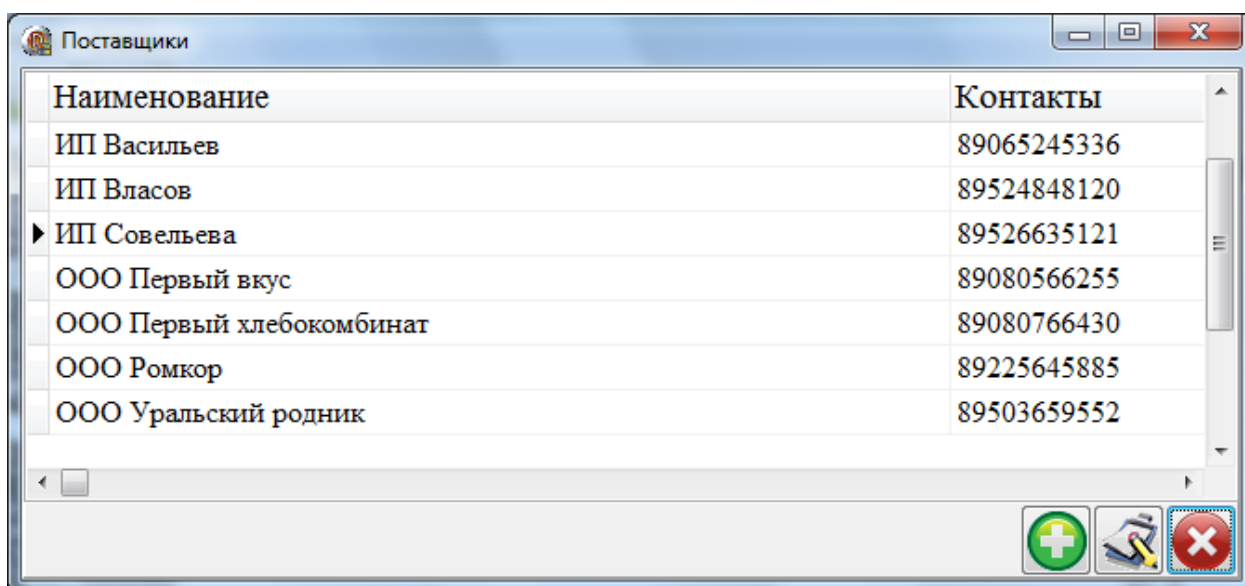 Поставщики
Наименование Контакты
ИП Васильев 89065245336
ИП Власов 89524848120
ИП Совельева 89526635121
ООО Первый вкус 89080566255
ООО Первый хлебокомбинат 89080766430
ООО Ромкор 89225645885
ООО Уральский родник 89503659552